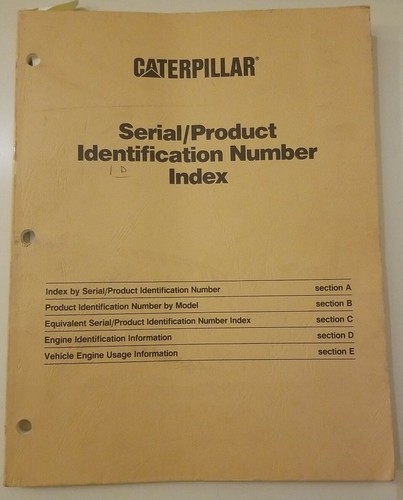 CATERPILLAR®
Serial/Product
Identification Number
Index
1 D
Index by Serial/Product Identification Number section A
Product Identification Number by Model section B
Equivalent Serial/Product Identification Number Index section C
Engine Identification Information section D
Vehicle Engine Usage Information section E